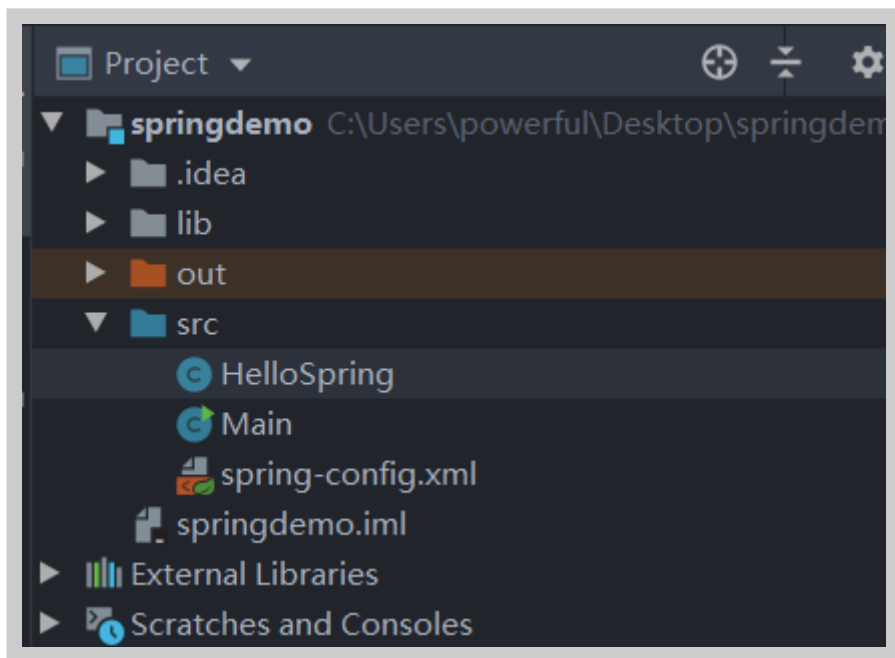 Project
springdemo C:\Users\powerful\Desktop\springdem
.idea
lib
out
src
HelloSpring
Main
spring-config.xml
springdemo.iml
External Libraries
Scratches and Consoles